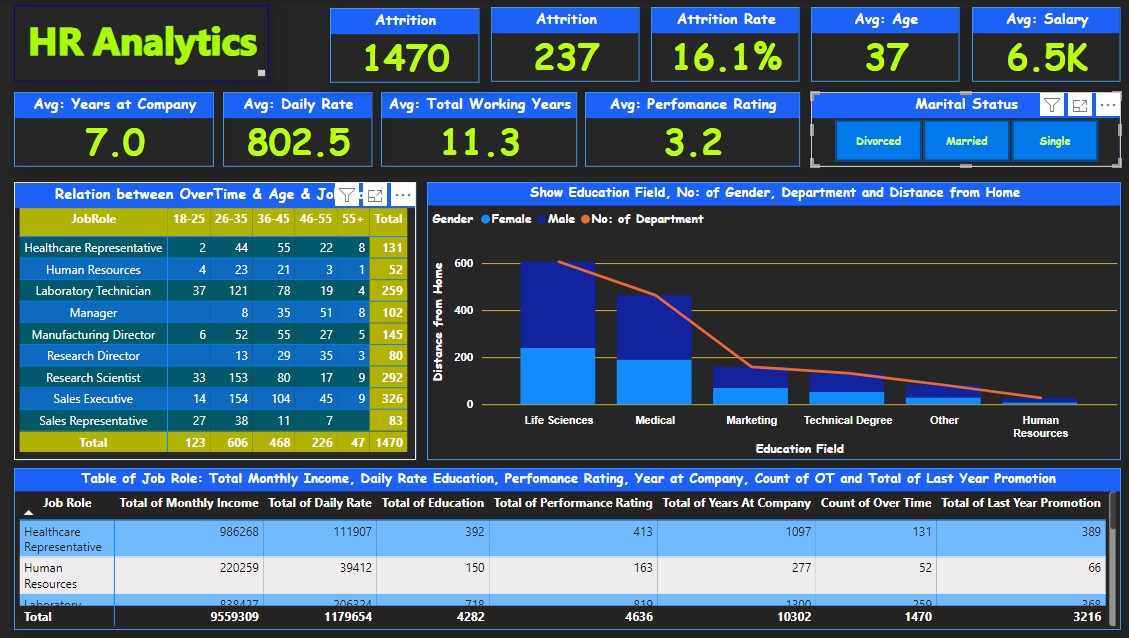 HR Analytics
Attrition
1470
Attrition
237
Attrition Rate
16.1%
Avg: Age
37
Avg: Salary
6.5K
Avg: Years at Company
7.0
Avg: Daily Rate
802.5
Avg: Total Working Years
11.3
Avg: Perfomance Rating
3.2
Marital Status
Divorced Married Single
Relation between OverTime & Age &
JobRole 18-25 26-35 36-45 46-55 55+ Total
Healthcare Representative 2 44 55 22 8 131
Human Resources 4 23 21 3 1 52
Laboratory Technician 37 121 78 19 4 259
Manager 8 35 51 8 102
Manufacturing Director 6 52 55 27 5 145
Research Director 13 29 35 3 80
Research Scientist 33 153 80 17 9 292
Sales Executive 14 154 104 45 9 326
Sales Representative 27 38 11 7 83
Total 123 606 468 226 47 1470
Show Education Field, No: of Gender, Department and Distance from Home
Gender Female Male No: of Department
Distance from Home
600
400
200
0
Life Sciences Medical Marketing Technical Degree Other Human
Resources
Education Field
Table of Job Role: Total Monthly Income, Daily Rate Education, Perfomance Rating, Year at Company, Count of OT and Total of Last Year Promotion
Job Role Total of Monthly Income Total of Daily Rate Total of Education Total of Performance Rating Total of Years At Company Count of Over Time Total of Last Year Promotion
Healthcare 986268 111907 392 413 1097 131 389
Representative
Human 220259 39412 150 163 277 52 66
Resources
Laboratory 838427 206324 718 819 1300 259 368
Total 9559309 1179654 4282 4636 10302 1470 3216